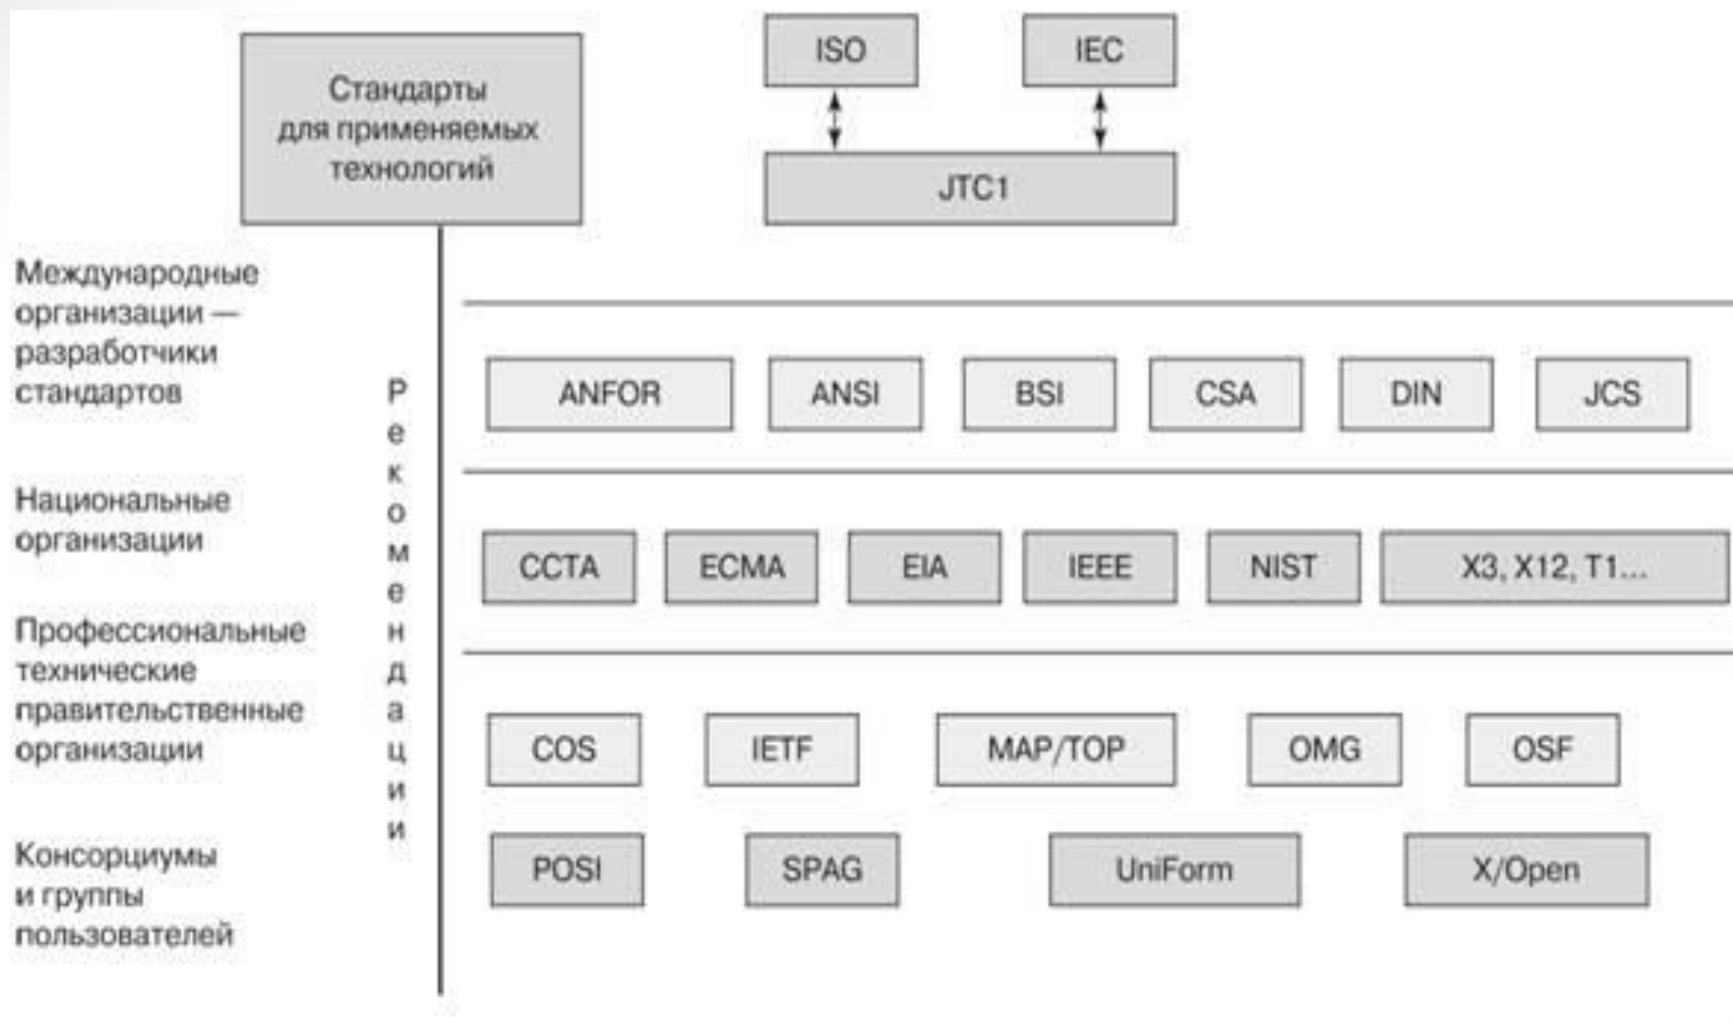 Стандарты
для применяемых
технологий
ISO
IEC
JTC1
Международные
организации —
разработчики
стандартов
Национальные
организации
Профессиональные
технические
правительственные
организации
Консорциумы
и группы
пользователей
Рекомендации
ANFOR
ANSI
BSI
CSA
DIN
JCS
CCTA
ECMA
EIA
IEEE
NIST
X3, X12, T1...
COS
IETF
MAP/TOP
OMG
OSF
POSI
SPAG
UniForm
X/Open